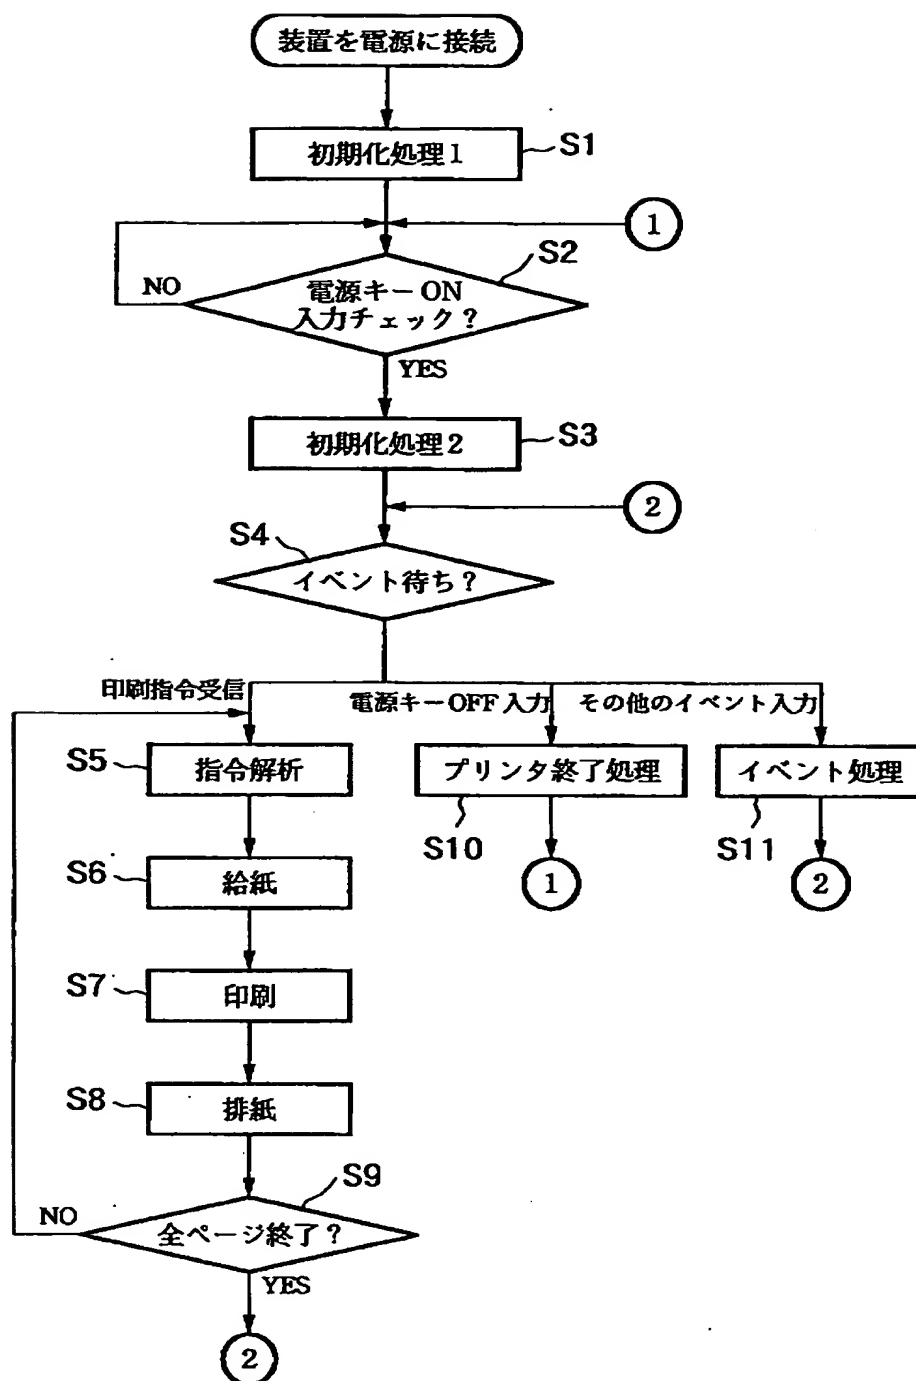 装置を電源に接続
初期化処理1
S1
1
S2
NO
電源キーON
入力チェック?
YES
初期化処理2
S3
2
S4
イベント待ち?
印刷指令受信
電源キーOFF入力
その他のイベント入力
S5
指令解析
プリンタ終了処理
イベント処理
S10
S11
S6
給紙
1
2
S7
印刷
S8
排紙
S9
NO
全ページ終了?
YES
2